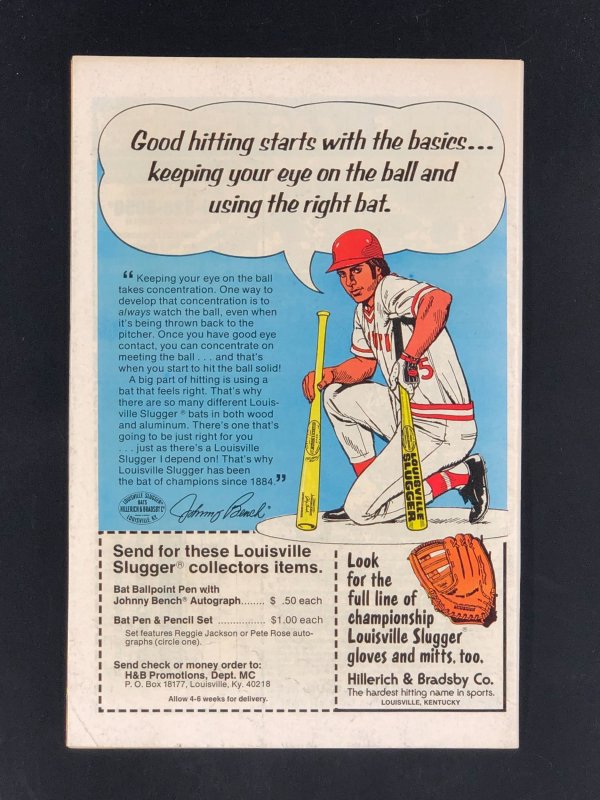 Good hitting starts with the basics...
keeping your eye on the ball and
using the right bat.
“ Keeping your eye on the ball
takes concentration. One way to
develop that concentration is to
always watch the ball, even when
it's being thrown back to the
pitcher. Once you have good eye
contact, you can concentrate on
meeting the ball . . . and that's
when you start to hit the ball solid!
A big part of hitting is using a
bat that feels right. That's why
there are so many different Louis-
ville Slugger® bats in both wood
and aluminum. There's one that's
going to be just right for you
. . . just as there's a Louisville
Slugger I depend on! That's why
Louisville Slugger has been
the bat of champions since 1884.”
LOUISVILLE SLUGGER
BATS
HILLERICH & BRADSBY Cº
LOUISVILLE, KY.
Johnny Bench
5
LOUISVILLE
SLUGGER
Send for these Louisville
Slugger® collectors items.
Bat Ballpoint Pen with
Johnny Bench® Autograph........ $ .50 each
Bat Pen & Pencil Set ............... $1.00 each
Set features Reggie Jackson or Pete Rose auto-
graphs (circle one).
Send check or money order to:
H&B Promotions, Dept. MC
P. O. Box 18177, Louisville, Ky. 40218
Allow 4-6 weeks for delivery.
Look
for the
full line of
championship
Louisville Slugger®
gloves and mitts, too.
Hillerich & Bradsby Co.
The hardest hitting name in sports.
LOUISVILLE, KENTUCKY